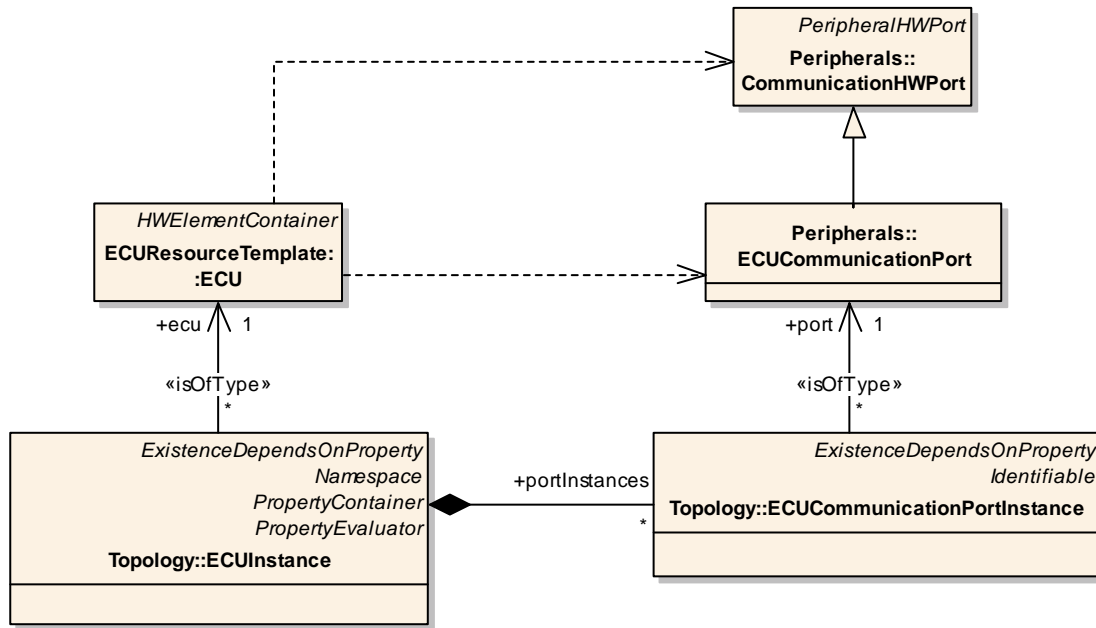 PeripheralHWPort
Peripherals::
CommunicationHWPort
HWElementContainer
ECUResourceTemplate:
:ECU
Peripherals::
ECUCommunicationPort
+ecu 1
+port 1
«isOfType»
*
«isOfType»
*
ExistenceDependsOnProperty
Namespace
PropertyContainer
PropertyEvaluator
Topology::ECUInstance
+portInstances
*
ExistenceDependsOnProperty
Identifiable
Topology::ECUCommunicationPortInstance